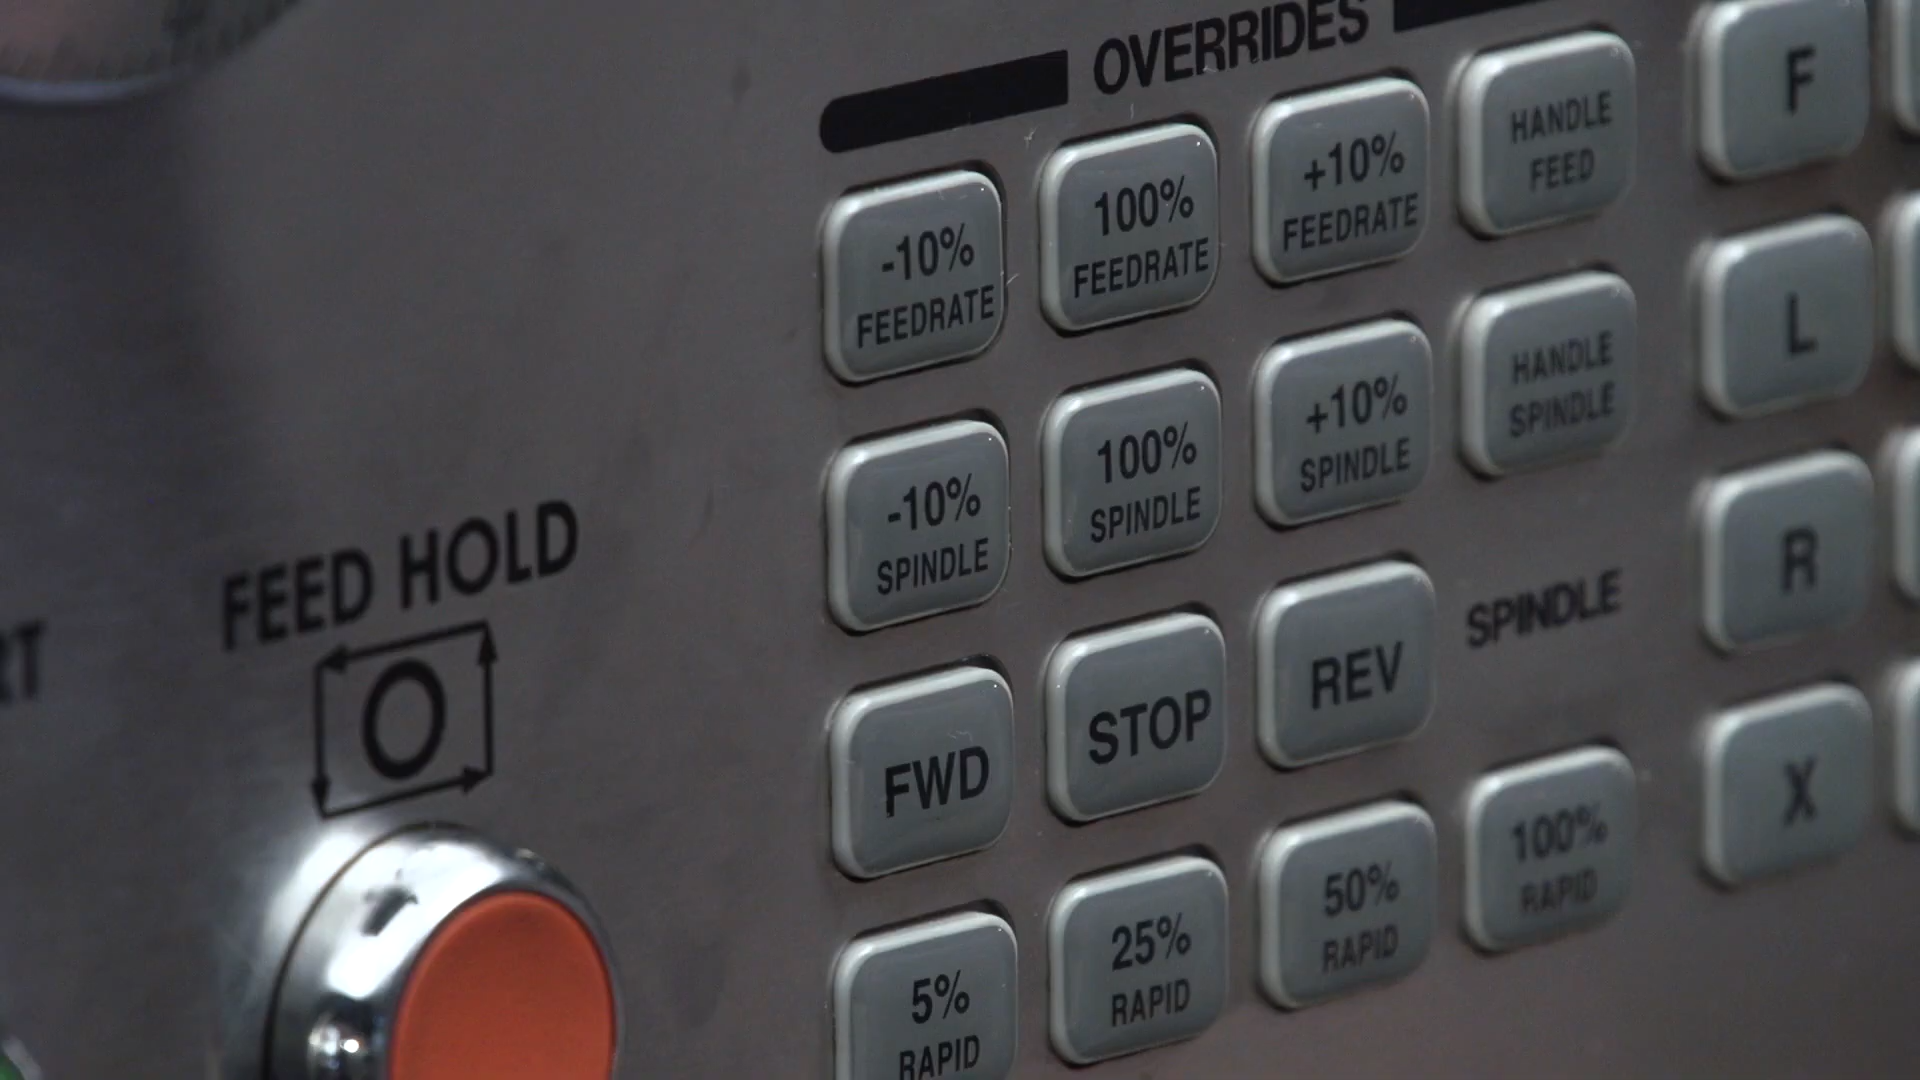 OVERRIDES
-10%
FEEDRATE
100%
FEEDRATE
+10%
FEEDRATE
HANDLE
FEED
F
-10%
SPINDLE
100%
SPINDLE
+10%
SPINDLE
HANDLE
SPINDLE
L
FEED HOLD
FWD
STOP
REV
SPINDLE
R
5%
RAPID
25%
RAPID
50%
RAPID
100%
RAPID
X